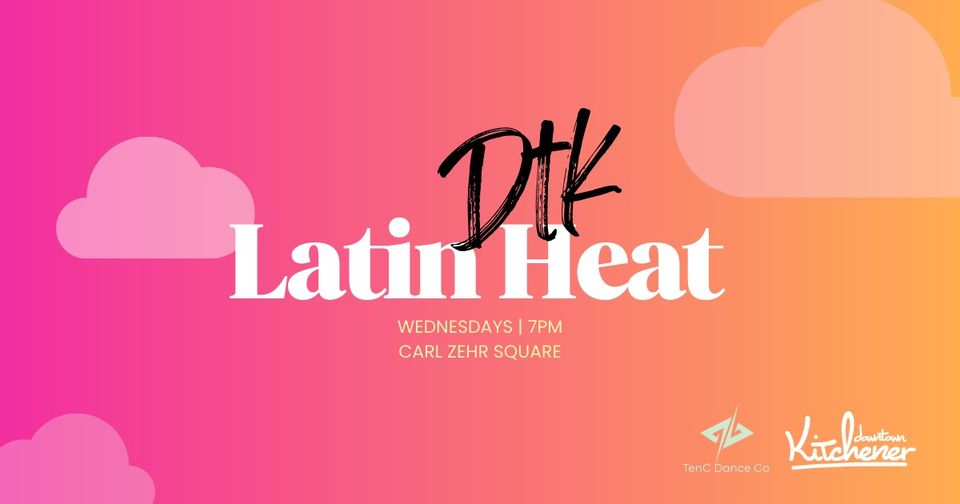 DtK
Latin Heat
WEDNESDAYS | 7PM
CARL ZEHR SQUARE
TenC Dance Co
downtown
Kitchener